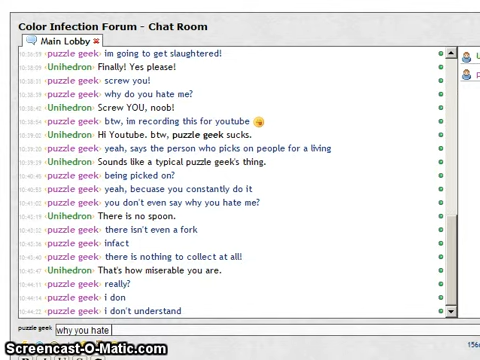 Color Infection Forum - Chat Room
Main Lobby
puzzle geek› im going to get slaughtered!
Unihedron› Finally! Yes please!
puzzle geek› screw you!
puzzle geek› why do you hate me?
Unihedron› Screw YOU, noob!
puzzle geek› btw, im recording this for youtube
Unihedron› Hi Youtube. btw, puzzle geek sucks.
puzzle geek› yeah, says the person who picks on people for a living
Unihedron› Sounds like a typical puzzle geek's thing.
puzzle geek› being picked on?
puzzle geek› yeah, becuase you constantly do it
puzzle geek› you don't even say why you hate me?
Unihedron› There is no spoon.
puzzle geek› there isn't even a fork
puzzle geek› infact
puzzle geek› there is nothing to collect at all!
Unihedron› That's how miserable you are.
puzzle geek› really?
puzzle geek› i don
puzzle geek› i don't understand
puzzle geek why you hate
Screencast-O-Matic.com